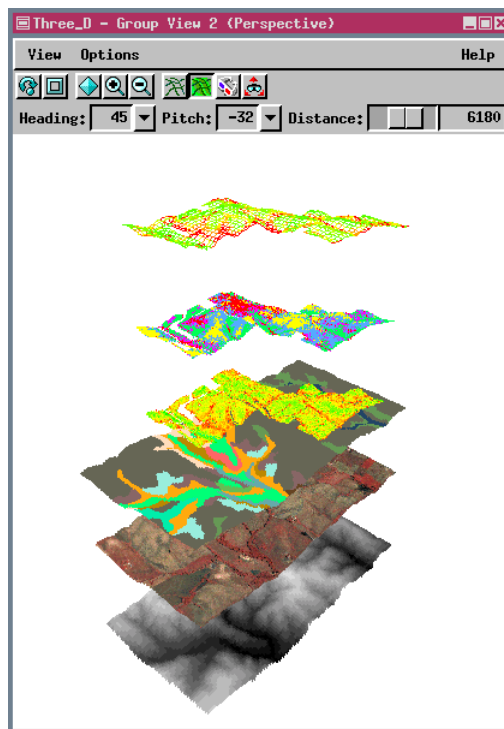 Three_D - Group View 2 (Perspective)
View Options Help
Heading: 45 Pitch: -32 Distance: 6180